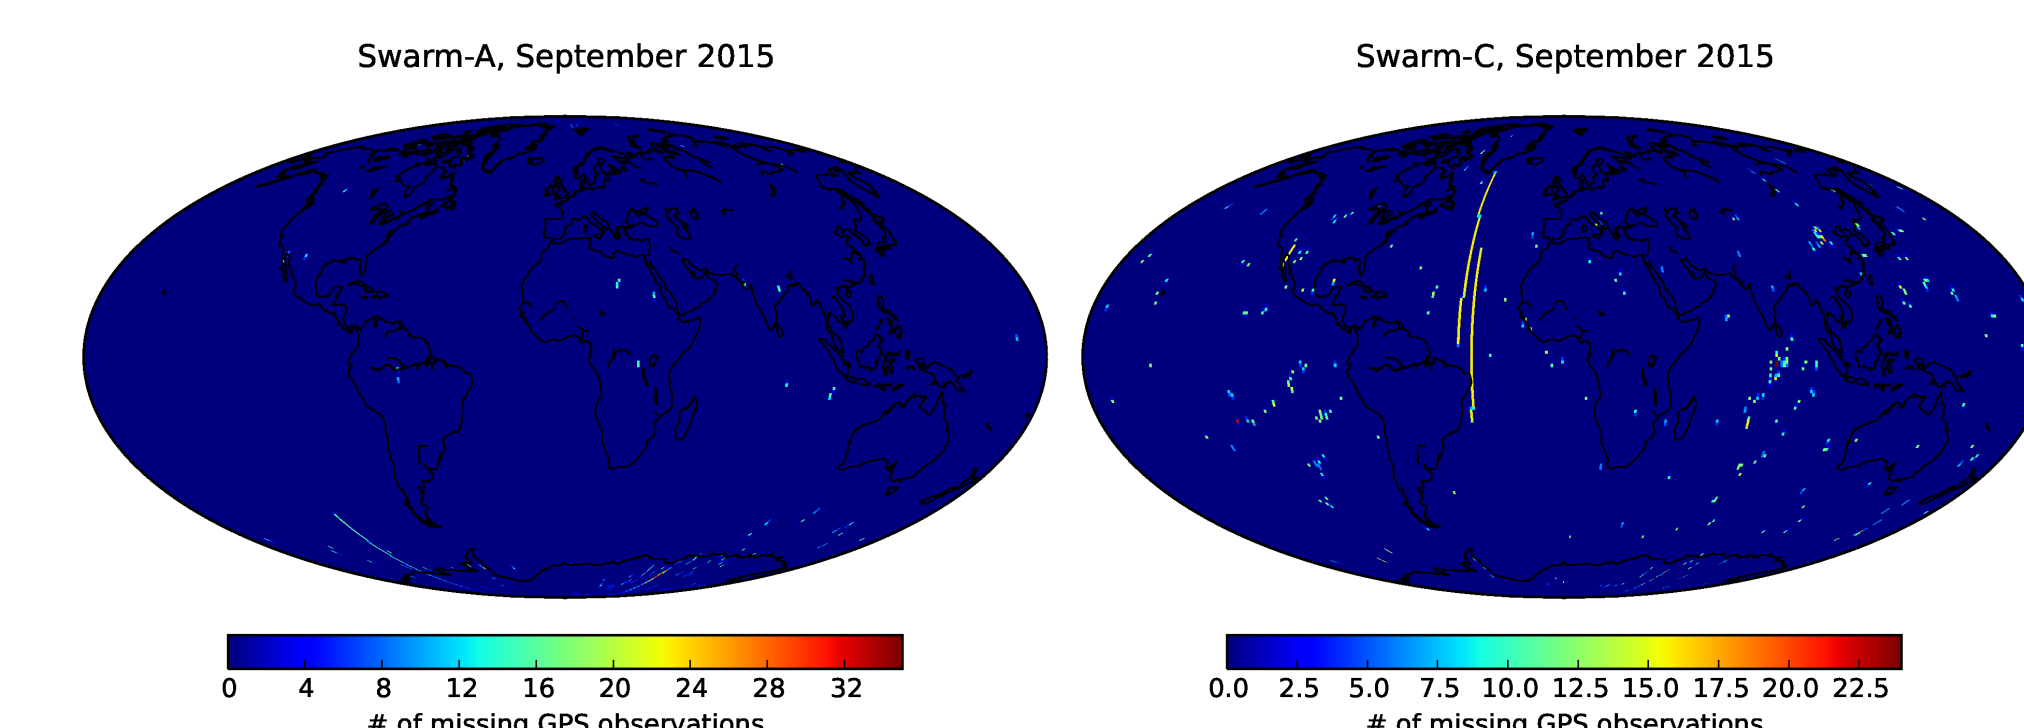 Swarm-A, September 2015
Swarm-C, September 2015
0 4 8 12 16 20 24 28 32
0.0 2.5 5.0 7.5 10.0 12.5 15.0 17.5 20.0 22.5
# of missing GPS observations
# of missing GPS observations